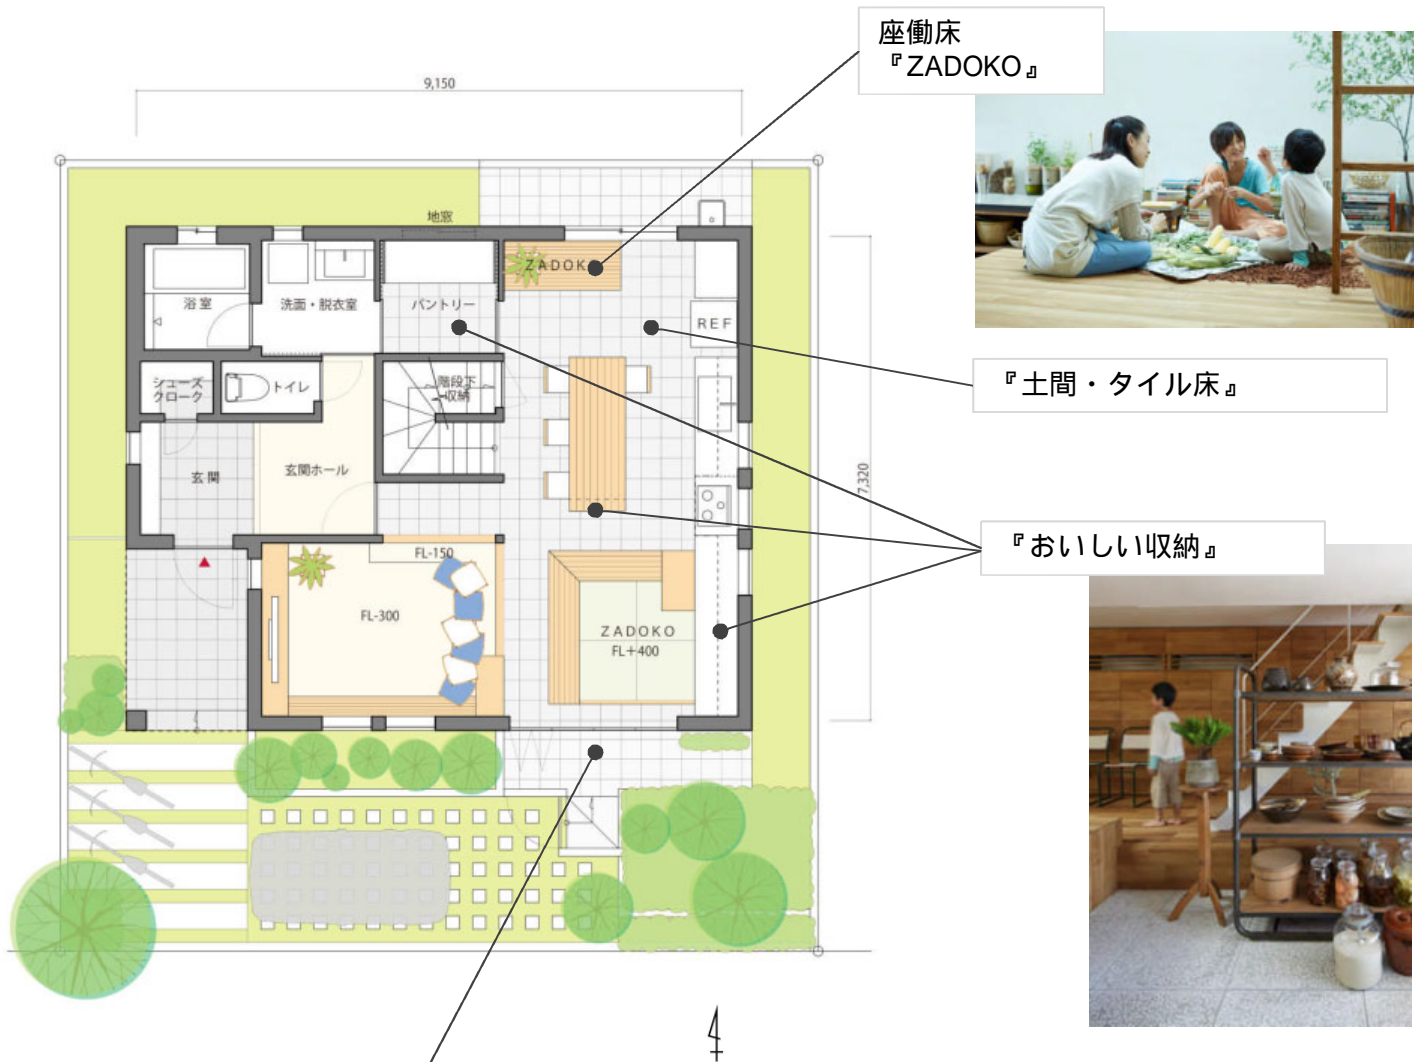 座働床
『ZADOKO』
9,150
地窓
ZADOK
浴室
洗面・脱衣室
パントリー
REF
『土間・タイル床』
シューズ
クローク
トイレ
階段下
収納
玄関
玄関ホール
7,320
『おいしい収納』
FL-150
FL-300
ZADOKO
FL+400